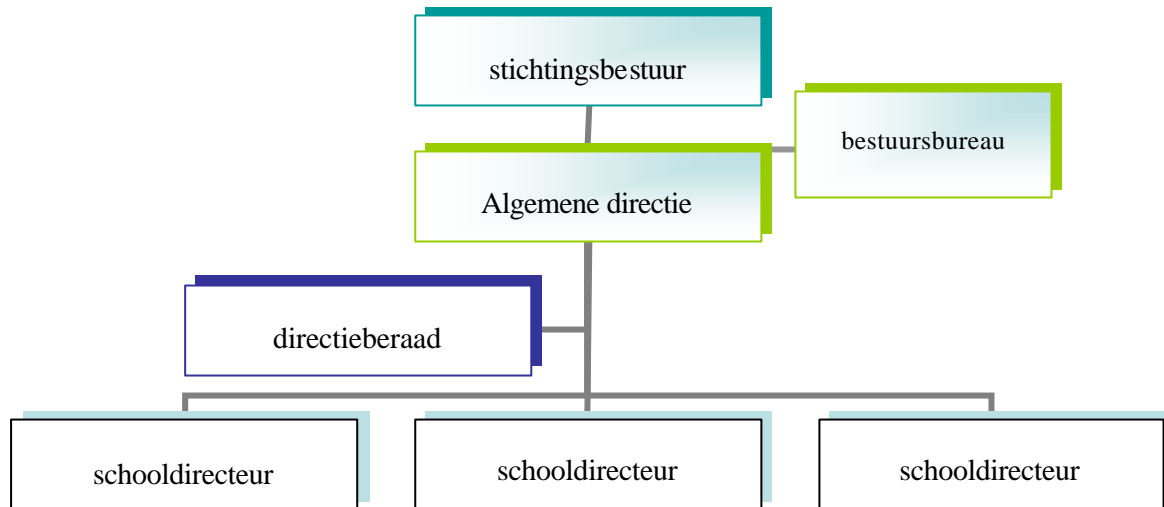 stichtingsbestuur
bestuursbureau
Algemene directie
directieberaad
schooldirecteur
schooldirecteur
schooldirecteur